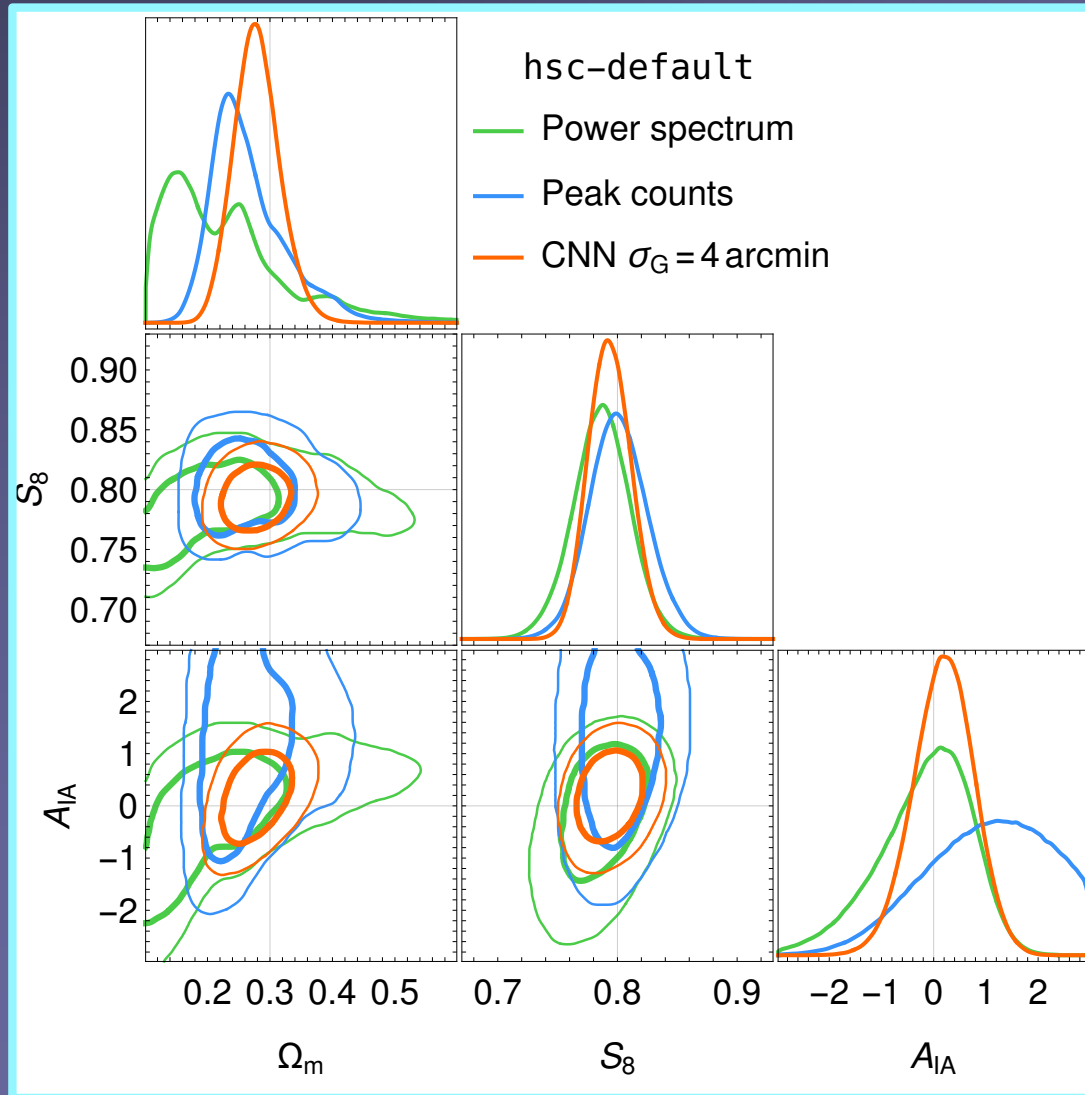 hsc-default
Power spectrum
Peak counts
CNN σG = 4 arcmin
0.90
0.85
0.80
0.75
0.70
S8
2
1
0
−1
−2
AIA
0.2 0.3 0.4 0.5
0.7 0.8 0.9
−2 −1 0 1 2
Ωm
S8
AIA